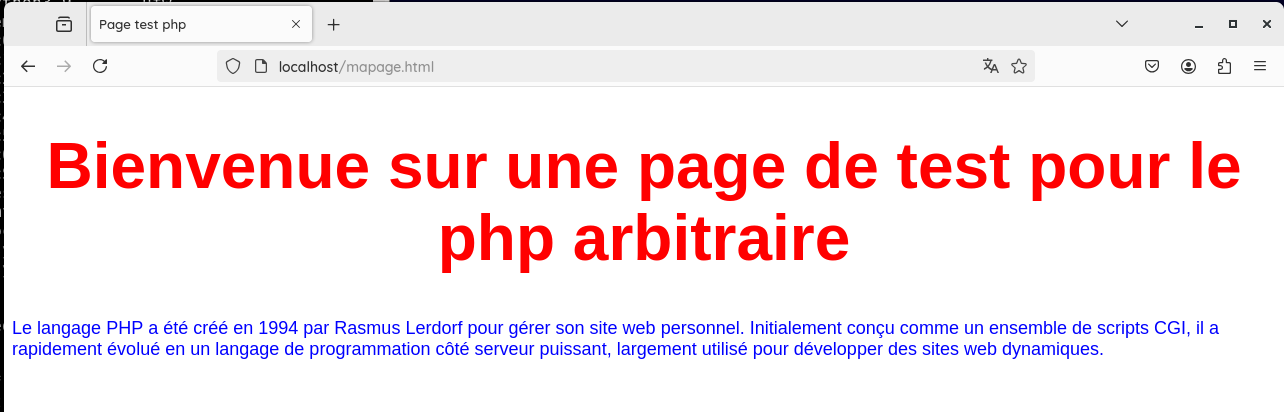 Page test php
localhost/mapage.html
Bienvenue sur une page de test pour le
php arbitraire
Le langage PHP a été créé en 1994 par Rasmus Lerdorf pour gérer son site web personnel. Initialement conçu comme un ensemble de scripts CGI, il a
rapidement évolué en un langage de programmation côté serveur puissant, largement utilisé pour développer des sites web dynamiques.